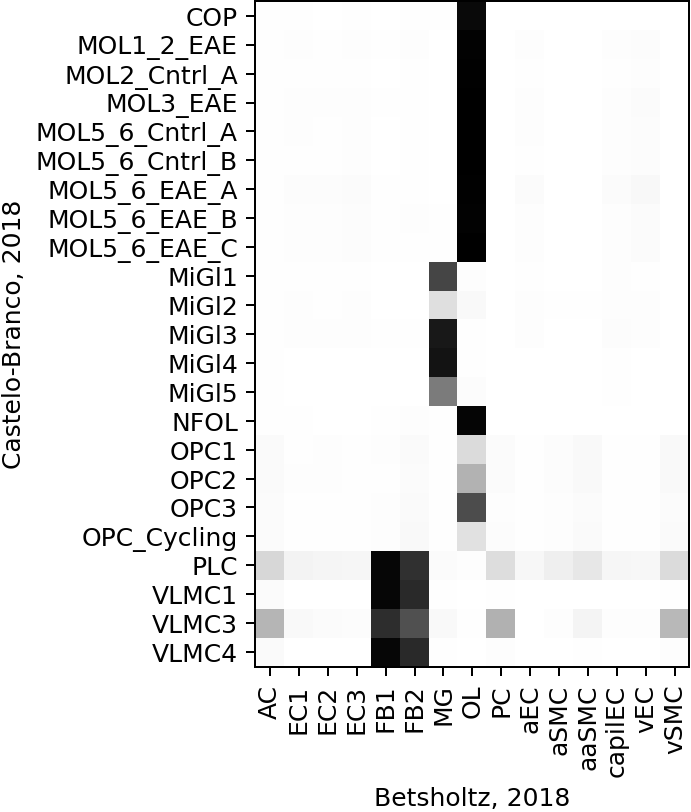 COP
MOL1_2_EAE
MOL2_Cntrl_A
MOL3_EAE
MOL5_6_Cntrl_A
MOL5_6_Cntrl_B
MOL5_6_EAE_A
MOL5_6_EAE_B
MOL5_6_EAE_C
MiGl1
MiGl2
MiGl3
MiGl4
MiGl5
NFOL
OPC1
OPC2
OPC3
OPC_Cycling
PLC
VLMC1
VLMC3
VLMC4
Castelo-Branco, 2018
AC
EC1
EC2
EC3
FB1
FB2
MG
OL
PC
aEC
aSMC
aaSMC
capilEC
vEC
vSMC
Betsholtz, 2018